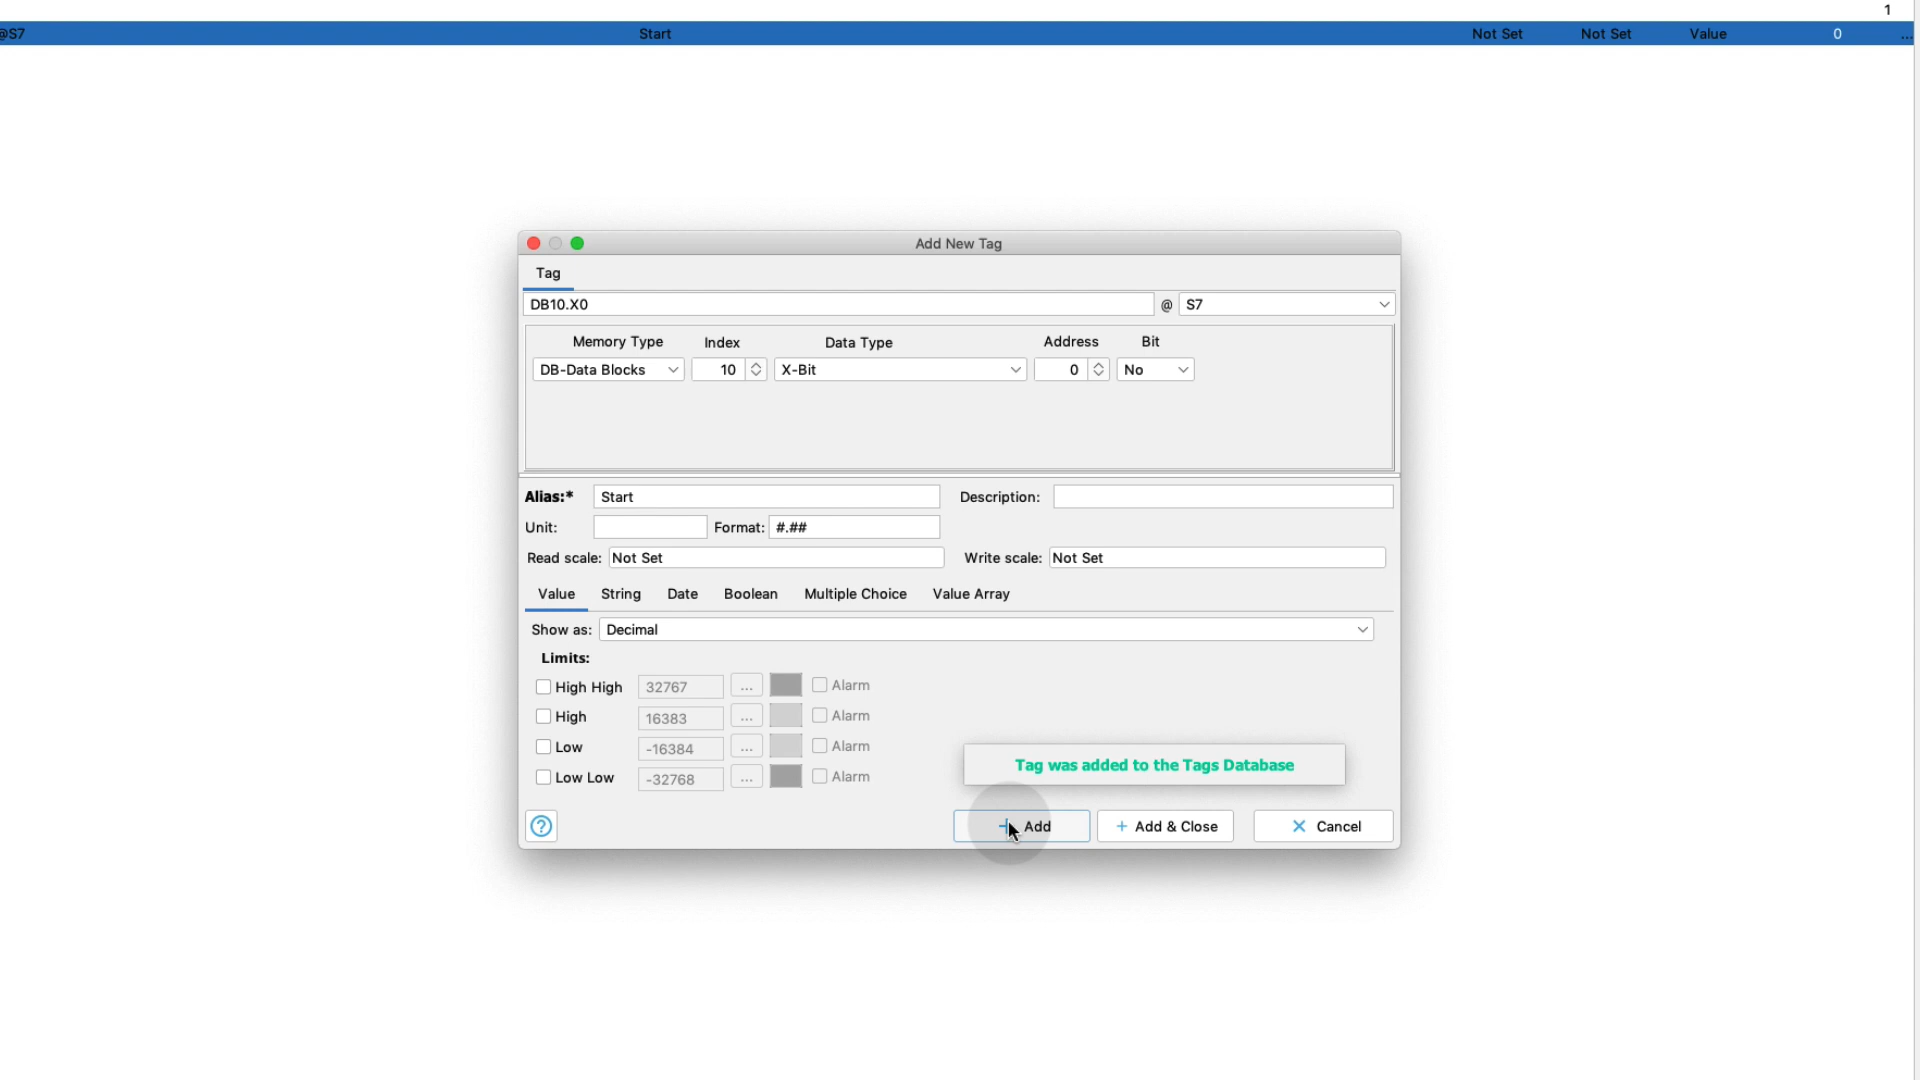 1
@S7 Start Not Set Not Set Value 0 ...
Add New Tag
Tag
DB10.X0 @ S7
Memory Type Index Data Type Address Bit
DB-Data Blocks 10 X-Bit 0 No
Alias:* Start Description:
Unit: Format: #.##
Read scale: Not Set Write scale: Not Set
Value String Date Boolean Multiple Choice Value Array
Show as: Decimal
Limits:
High High 32767 ... Alarm
High 16383 ... Alarm
Low -16384 ... Alarm
Low Low -32768 ... Alarm
Tag was added to the Tags Database
? + Add + Add & Close × Cancel